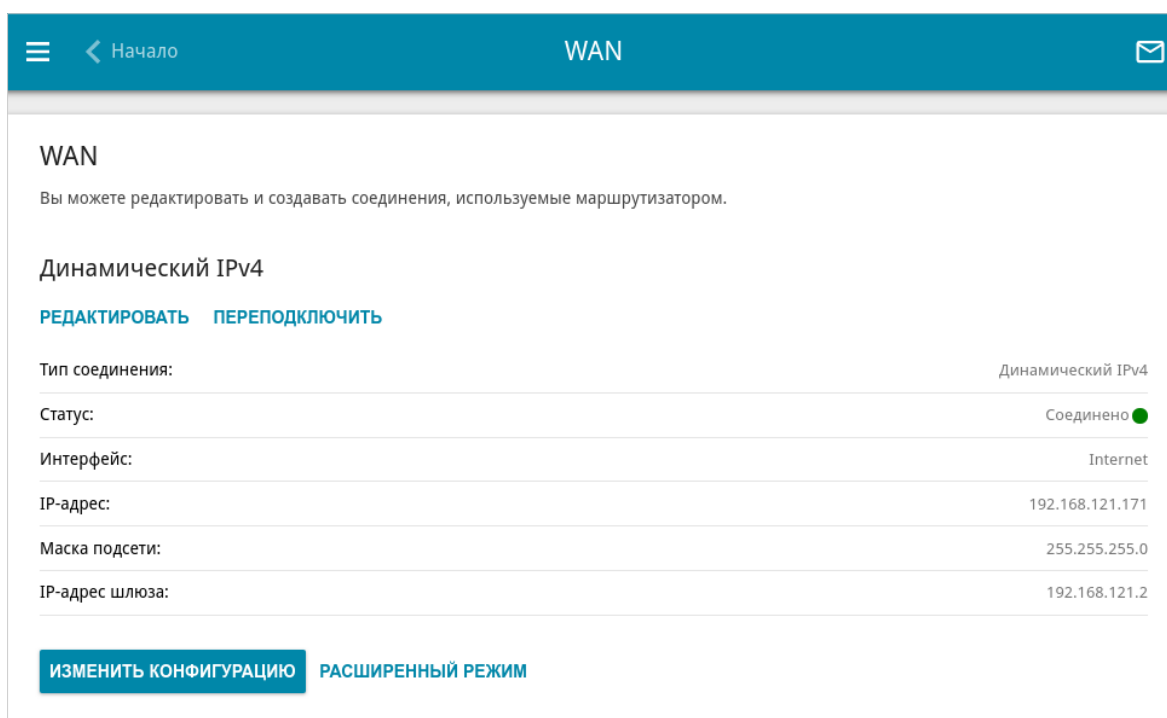 Начало
WAN
WAN
Вы можете редактировать и создавать соединения, используемые маршрутизатором.
Динамический IPv4
РЕДАКТИРОВАТЬ ПЕРЕПОДКЛЮЧИТЬ
Тип соединения: Динамический IPv4
Статус: Соединено
Интерфейс: Internet
IP-адрес: 192.168.121.171
Маска подсети: 255.255.255.0
IP-адрес шлюза: 192.168.121.2
ИЗМЕНИТЬ КОНФИГУРАЦИЮ РАСШИРЕННЫЙ РЕЖИМ